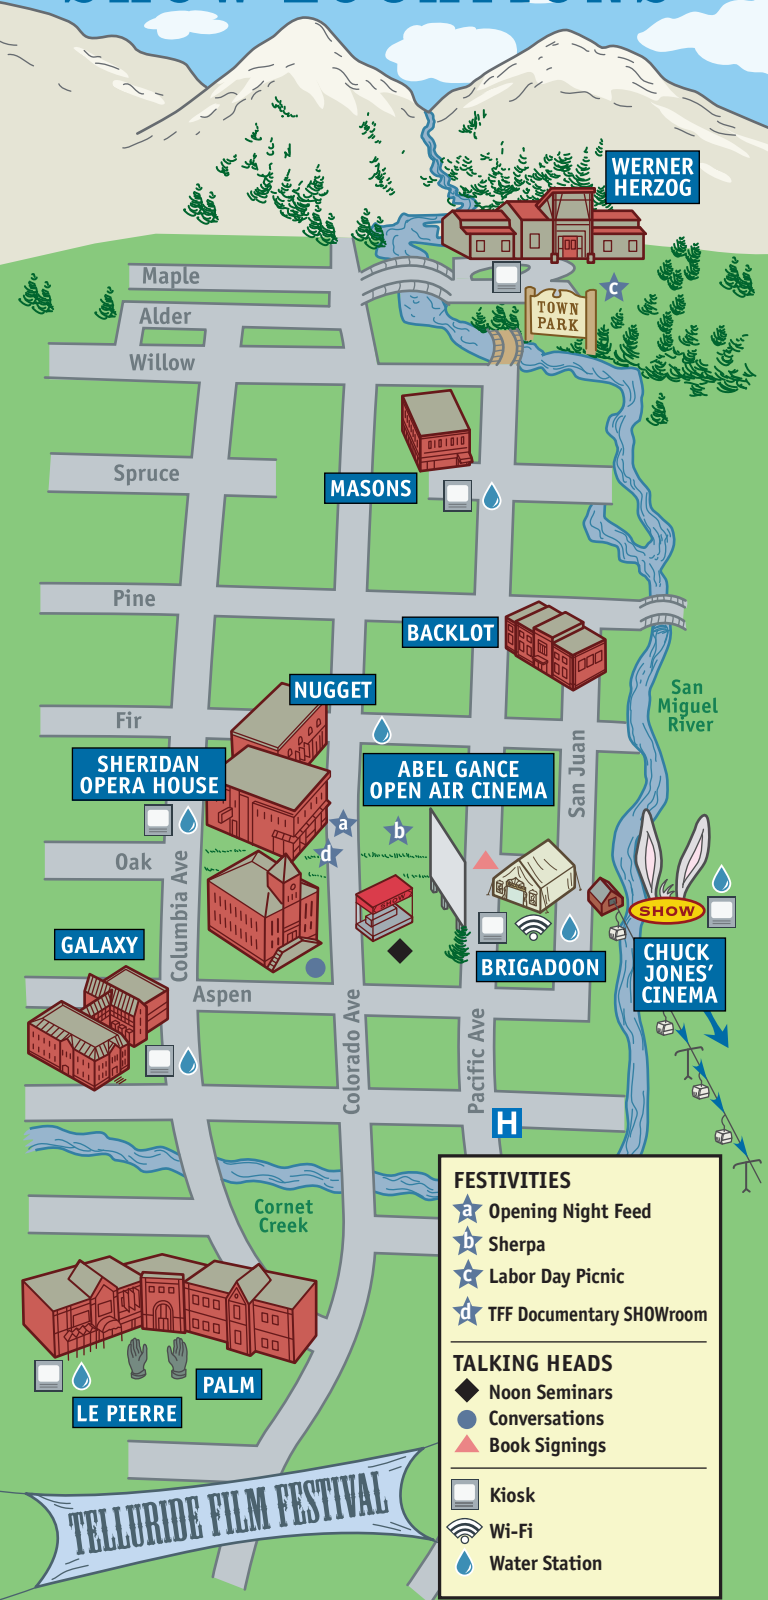 SHOW LOCATIONS
WERNER
HERZOG
Maple
c
TOWN
PARK
Alder
Willow
Spruce
MASONS
Pine
BACKLOT
NUGGET
San
Miguel
River
Fir
San Juan
SHERIDAN
OPERA HOUSE
ABEL GANCE
OPEN AIR CINEMA
a
b
d
Oak
Columbia Ave
SHOW
SHOW
GALAXY
BRIGADOON
CHUCK
JONES'
CINEMA
Aspen
Colorado Ave
Pacific Ave
H
Cornet
Creek
PALM
LE PIERRE
TELLURIDE FILM FESTIVAL
FESTIVITIES
a Opening Night Feed
b Sherpa
c Labor Day Picnic
d TFF Documentary SHOWroom
TALKING HEADS
Noon Seminars
Conversations
Book Signings
Kiosk
Wi-Fi
Water Station